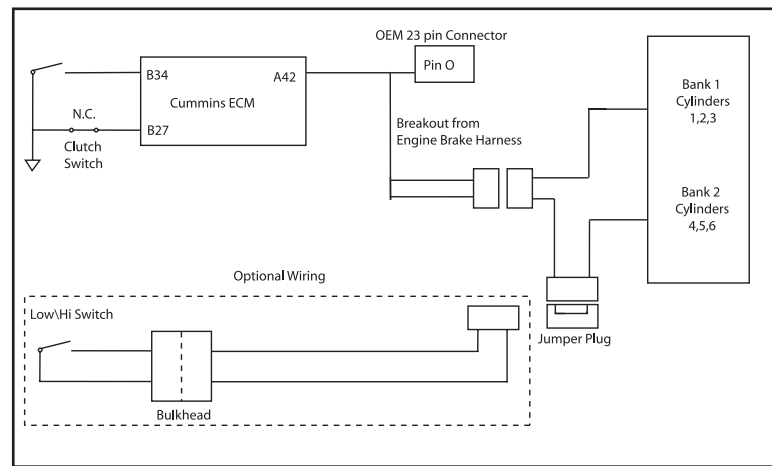 OEM 23 pin Connector
Pin O
B34
A42
Cummins ECM
N.C.
B27
Clutch
Switch
Breakout from
Engine Brake Harness
Bank 1
Cylinders
1,2,3
Bank 2
Cylinders
4,5,6
Optional Wiring
Low\Hi Switch
Jumper Plug
Bulkhead